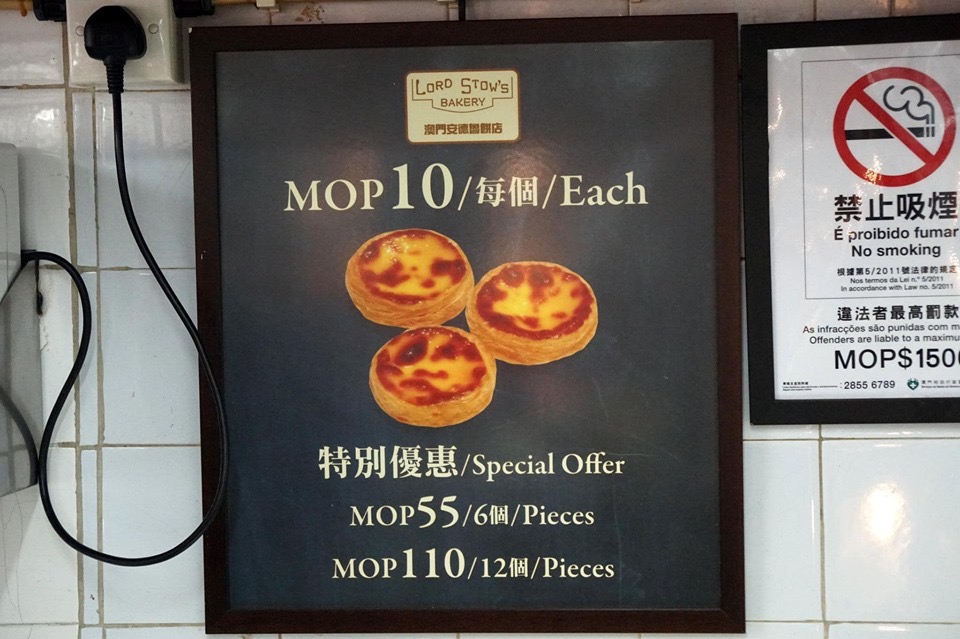 LORD STOW'S
BAKERY
澳門安德魯餅店
MOP10/每個/Each
特別優惠/Special Offer
MOP55/6個/Pieces
MOP110/12個/Pieces
禁止吸煙
É proibido fumar
No smoking
根據第5/2011號法律的規定
Nos termos da Lei n.° 5/2011
In accordance with Law no. 5/2011
違法者最高罰款
As infracções são punidas com
Offenders are liable to a
MOP$150
: 2855 6789